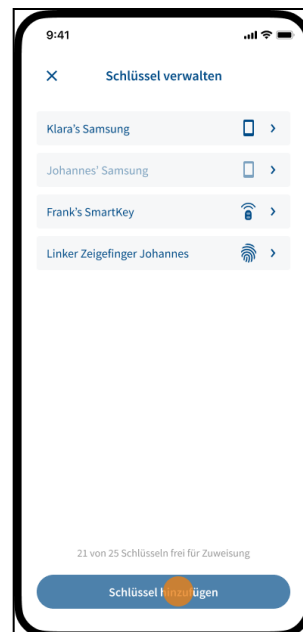 9:41
Schlüssel verwalten
Klara's Samsung
Johannes' Samsung
Frank's SmartKey
Linker Zeigefinger Johannes
21 von 25 Schlüsseln frei für Zuweisung
Schlüssel hinzufügen